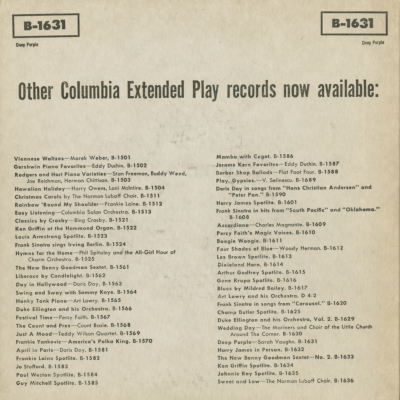 B-1631
B-1631
Deep Purple
Deep Purple
Other Columbia Extended Play records now available:
Viennese Waltzes—Marek Weber. B-1501
Gershwin Piano Favorites—Eddy Duchin. B-1502
Rodgers and Hart Piano Varieties—Stan Freeman, Buddy Weed,
Joe Reichman, Herman Chittison. B-1503
Hawaiian Holiday—Harry Owens, Lani McIntire. B-1504
Christmas Carols by The Norman Luboff Choir. B-1511
Rainbow 'Round My Shoulder—Frankie Laine. B-1512
Easy Listening—Columbia Salon Orchestra. B-1513
Classics by Crosby—Bing Crosby. B-1521
Ken Griffin at the Hammond Organ. B-1522
Louis Armstrong Spotlite. B-1523
Frank Sinatra sings Irving Berlin. B-1524
Hymns for the Home—Phil Spitalny and the All-Girl Hour of
Charm Orchestra. B-1525
The New Benny Goodman Sextet. B-1561
Liberace by Candlelight. B-1563
Day in Hollywood—Doris Day. B-1563
Swing and Sway with Sammy Kaye. B-1564
Honky Tonk Piano—Art Lowry. B-1565
Duke Ellington and his Orchestra. B-1566
Festival Time—Percy Faith. B-1567
The Count and Free—Count Basie. B-1568
Just A Mood—Teddy Wilson Quartet. B-1569
Frankie Yankovic—America's Polka King. B-1570
April in Paris—Doris Day. B-1581
Frankie Laine Spotlite. B-1582
Jo Stafford. B-1583
Paul Weston Spotlite. B-1584
Guy Mitchell Spotlite. B-1585
Mambo with Cugat. B-1586
Jerome Kern Favorites—Eddy Duchin. B-1587
Barber Shop Ballads—Flat Foot Four. B-1588
Play, Gypsies.—V. Selinescu. B-1689
Doris Day in songs from "Hans Christian Andersen" and
"Peter Pan." B-1590
Harry James Spotlite. B-1601
Frank Sinatra in hits from "South Pacific" and "Oklahoma."
B-1608
Accordiana—Charles Magnante. B-1609
Percy Faith's Magic Voices. B-1610
Boogie Woogie. B-1611
Four Shades of Blue—Woody Herman. B-1612
Les Brown Spotlite. B-1613
Dixieland Horn. B-1614
Arthur Godfrey Spotlite. B-1615
Gene Krupa Spotlite. B-1616
Blues by Mildred Bailey. B-1617
Art Lowry and his Orchestra.
Frank Sinatra in songs from "Carousel." B-1620
Champ Butler Spotlite. B-1625
Duke Ellington and his Orchestra, Vol. 2. B-1629
Wedding Day—The Mariners and Choir of the Little Church
Around The Corner. B-1630
Deep Purple—Sarah Vaughn. B-1631
Harry James in Person. B-1632
The New Benny Goodman Sextet—No. 2. B-1633
Ken Griffin Spotlite. B-1634
Johnnie Ray Spotlite. B-1635
Sweet and Low—The Norman Luboff Choir. B-1636